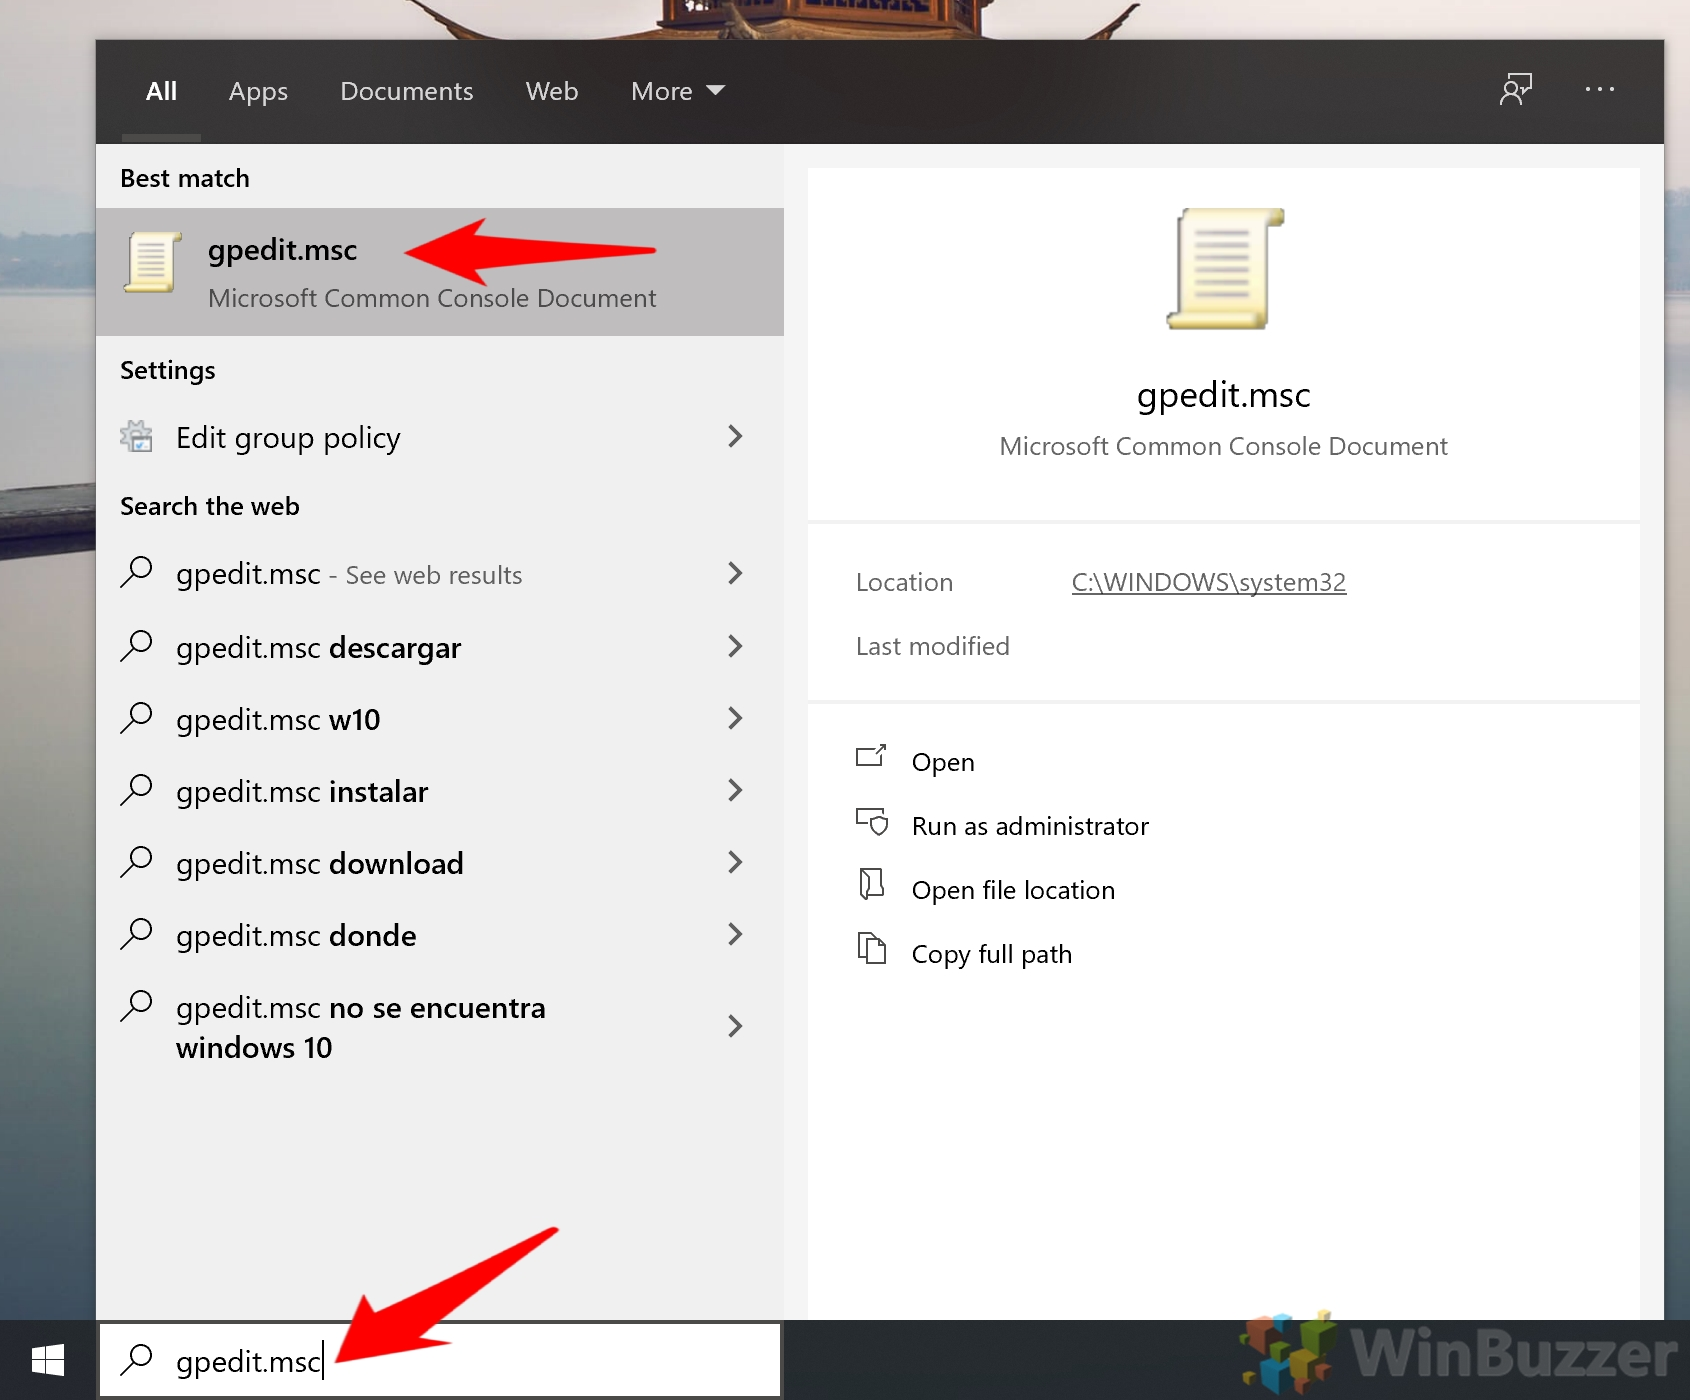 All Apps Documents Web More
Best match
gpedit.msc
Microsoft Common Console Document
Settings
Edit group policy
Search the web
gpedit.msc - See web results
gpedit.msc descargar
gpedit.msc w10
gpedit.msc instalar
gpedit.msc download
gpedit.msc donde
gpedit.msc no se encuentra
windows 10
gpedit.msc
Microsoft Common Console Document
Location C:\WINDOWS\system32
Last modified
Open
Run as administrator
Open file location
Copy full path
gpedit.msc
WinBuzzer